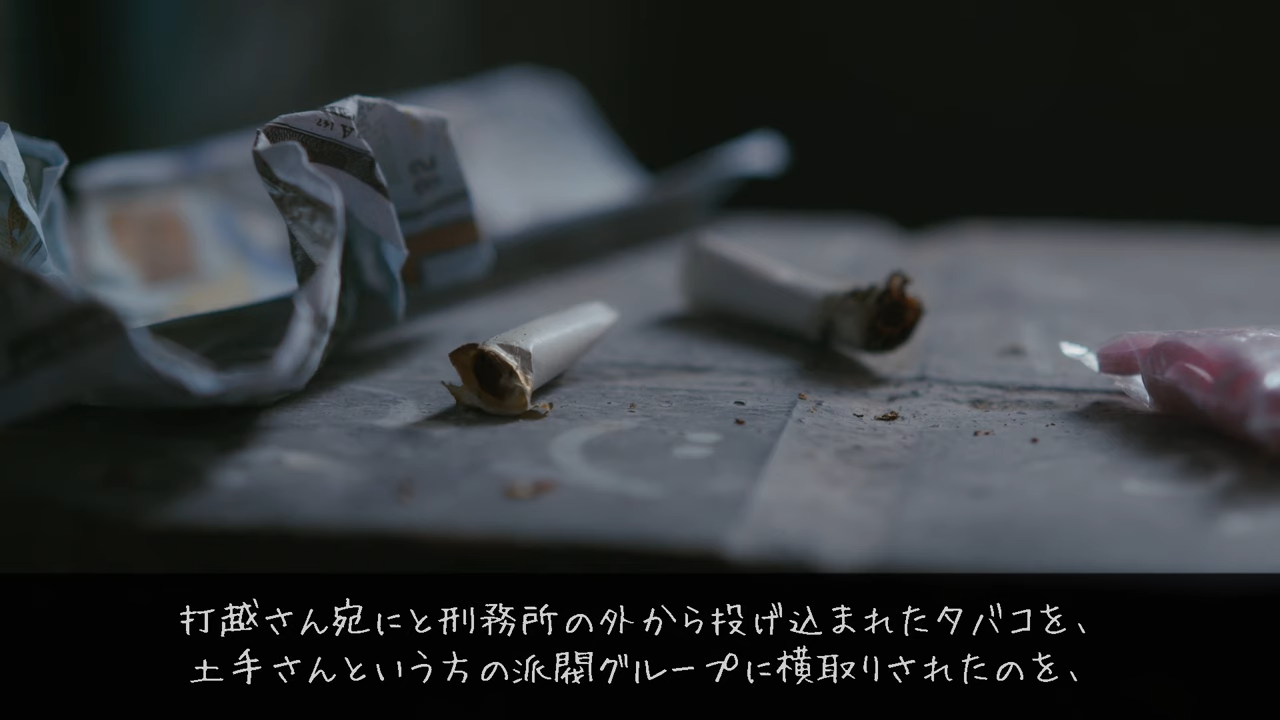 打越さん宛にと刑務所の外から投げ込まれたタバコを、
土手さんという方の派閥グループに横取りされたのを、